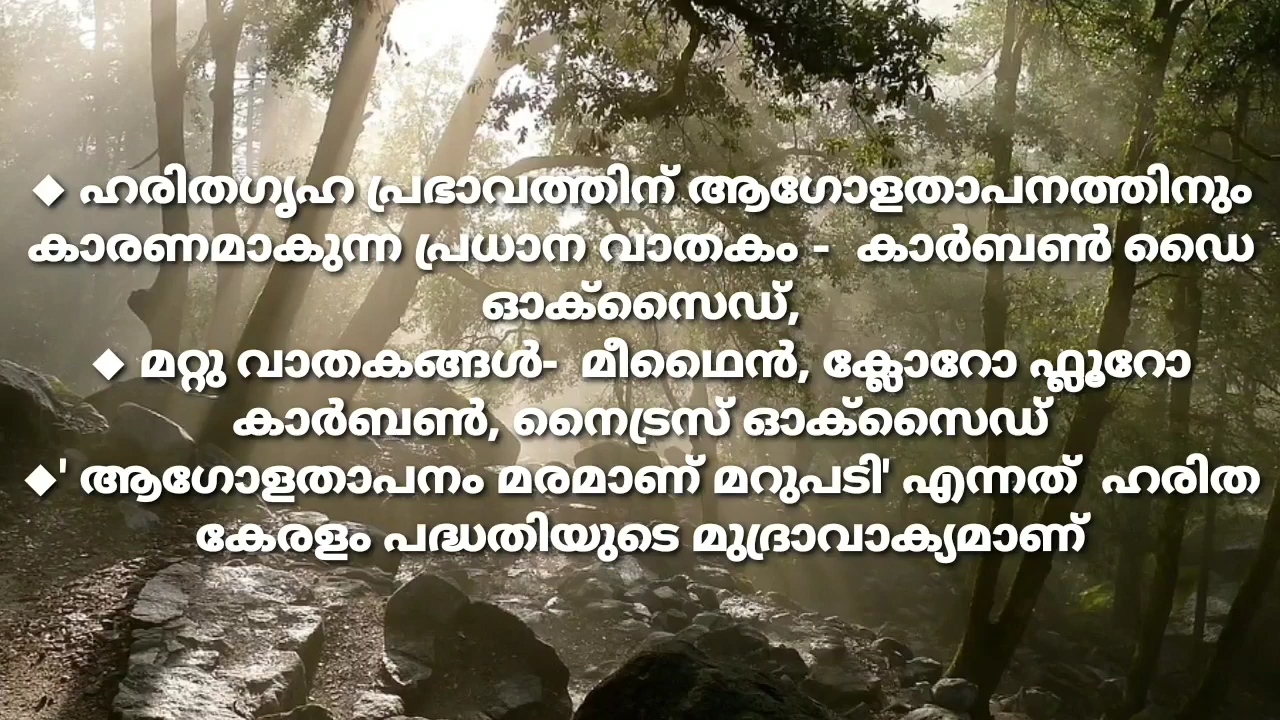 ◆ ഹരിതഗൃഹ പ്രഭാവത്തിന് ആഗോളതാപനത്തിനും
കാരണമാകുന്ന പ്രധാന വാതകം - കാർബൺ ഡൈ
ഓക്സൈഡ്,
◆ മറ്റു വാതകങ്ങൾ- മീഥൈൻ, ക്ലോറോ ഫ്ലൂറോ
കാർബൺ, നൈട്രസ് ഓക്സൈഡ്
◆' ആഗോളതാപനം മരമാണ് മറുപടി' എന്നത് ഹരിത
കേരളം പദ്ധതിയുടെ മുദ്രാവാക്യമാണ്